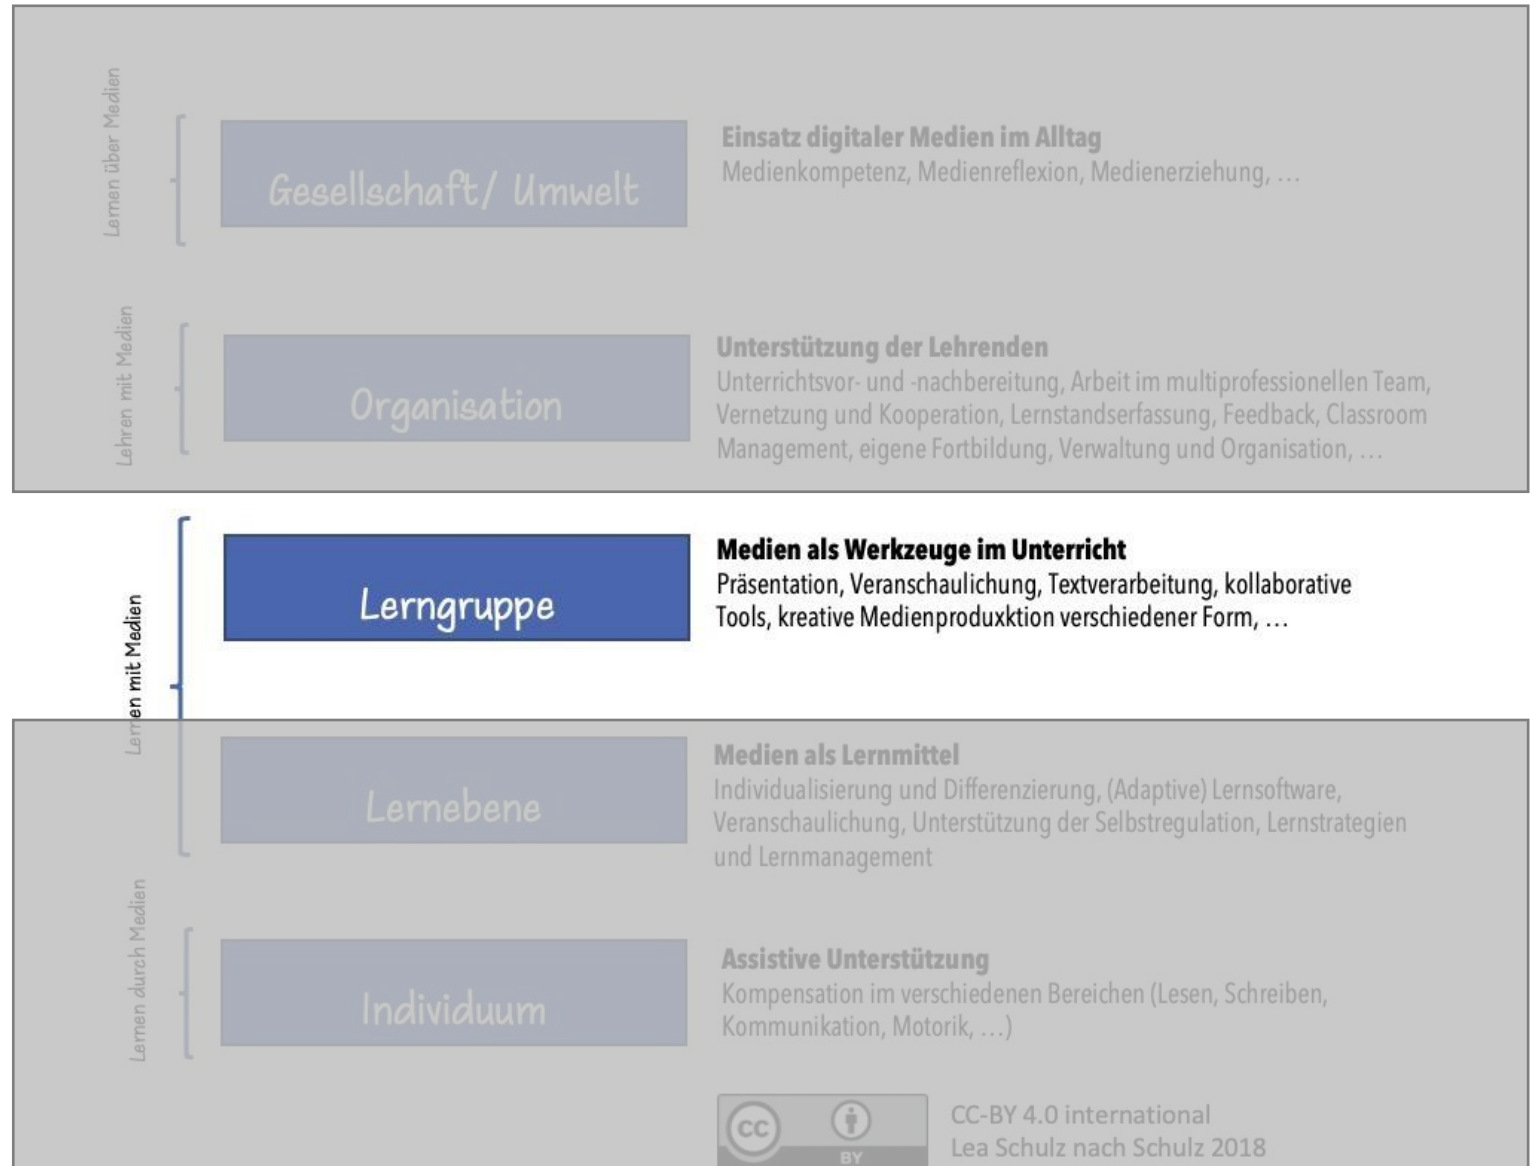 Lernen über Medien
Gesellschaft/ Umwelt
Einsatz digitaler Medien im Alltag
Medienkompetenz, Medienreflexion, Medienerziehung, …
Lehren mit Medien
Organisation
Unterstützung der Lehrenden
Unterrichtsvor- und -nachbereitung, Arbeit im multiprofessionellen Team,
Vernetzung und Kooperation, Lernstandserfassung, Feedback, Classroom
Management, eigene Fortbildung, Verwaltung und Organisation, …
Lernen mit Medien
Lerngruppe
Medien als Werkzeuge im Unterricht
Präsentation, Veranschaulichung, Textverarbeitung, kollaborative
Tools, kreative Medienproduxktion verschiedener Form, …
Lernebene
Medien als Lernmittel
Individualisierung und Differenzierung, (Adaptive) Lernsoftware,
Veranschaulichung, Unterstützung der Selbstregulation, Lernstrategien
und Lernmanagement
Lernen durch Medien
Individuum
Assistive Unterstützung
Kompensation im verschiedenen Bereichen (Lesen, Schreiben,
Kommunikation, Motorik, …)
cc
BY
CC-BY 4.0 international
Lea Schulz nach Schulz 2018